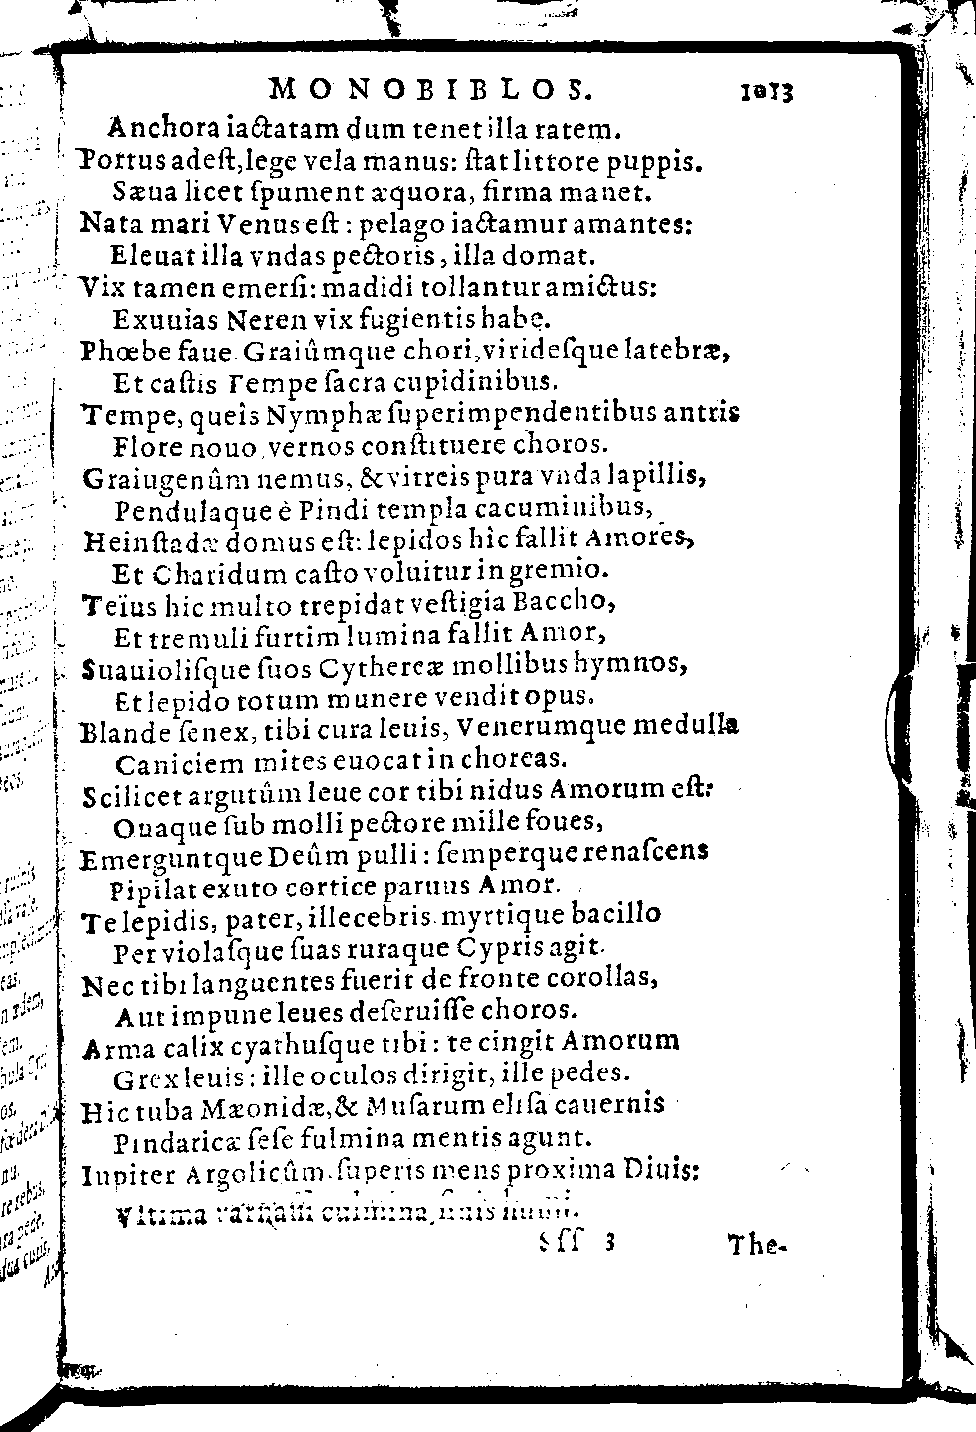 MONOBIBLOS. 1013
Anchora iactatam dum tenet illa ratem.
Portus adest, lege vela manus: stat littore puppis.
Sæua licet spument æquora, firma manet.
Nata mari Venus est: pelago iactamur amantes:
Eleuat illa vndas pectoris, illa domat.
Vix tamen emersi: madidi tollantur amictus:
Exuuias Nereu vix fugientis habe.
Phœbe faue Graiûmque chori, viridesque latebræ,
Et castis Tempe sacra cupidinibus.
Tempe, queis Nymphæ superimpendentibus antris
Flore nouo vernos constituere choros.
Graiugenûm nemus, & vitreis pura vnda lapillis,
Pendulaque è Pindi templa cacuminibus,
Heinstadæ domus est: lepidos hîc fallit Amores,
Et Charidum casto voluitur in gremio.
Teïus hic multo trepidat vestigia Baccho,
Et tremuli furtim lumina fallit Amor,
Suauiolisque suos Cythereæ mollibus hymnos,
Et lepido totum munere vendit opus.
Blande senex, tibi cura leuis, Venerumque medulla
Caniciem mites euocat in choreas.
Scilicet argutûm leue cor tibi nidus Amorum est:
Ouaque sub molli pectore mille foues,
Emerguntque Deûm pulli: semperque renascens
Pipilat exuto cortice paruus Amor.
Te lepidis, pater, illecebris myrtique bacillo
Per violasque suas ruraque Cypris agit.
Nec tibi languentes fuerit de fronte corollas,
Aut impune leues deseruisse choros.
Arma calix cyathusque tibi: te cingit Amorum
Grex leuis: ille oculos dirigit, ille pedes.
Hic tuba Mæonidæ, & Musarum elisa cauernis
Pindaricæ sese fulmina mentis agunt.
Iupiter Argolicûm superis mens proxima Diuis:
Vltima
Sss 3 The-